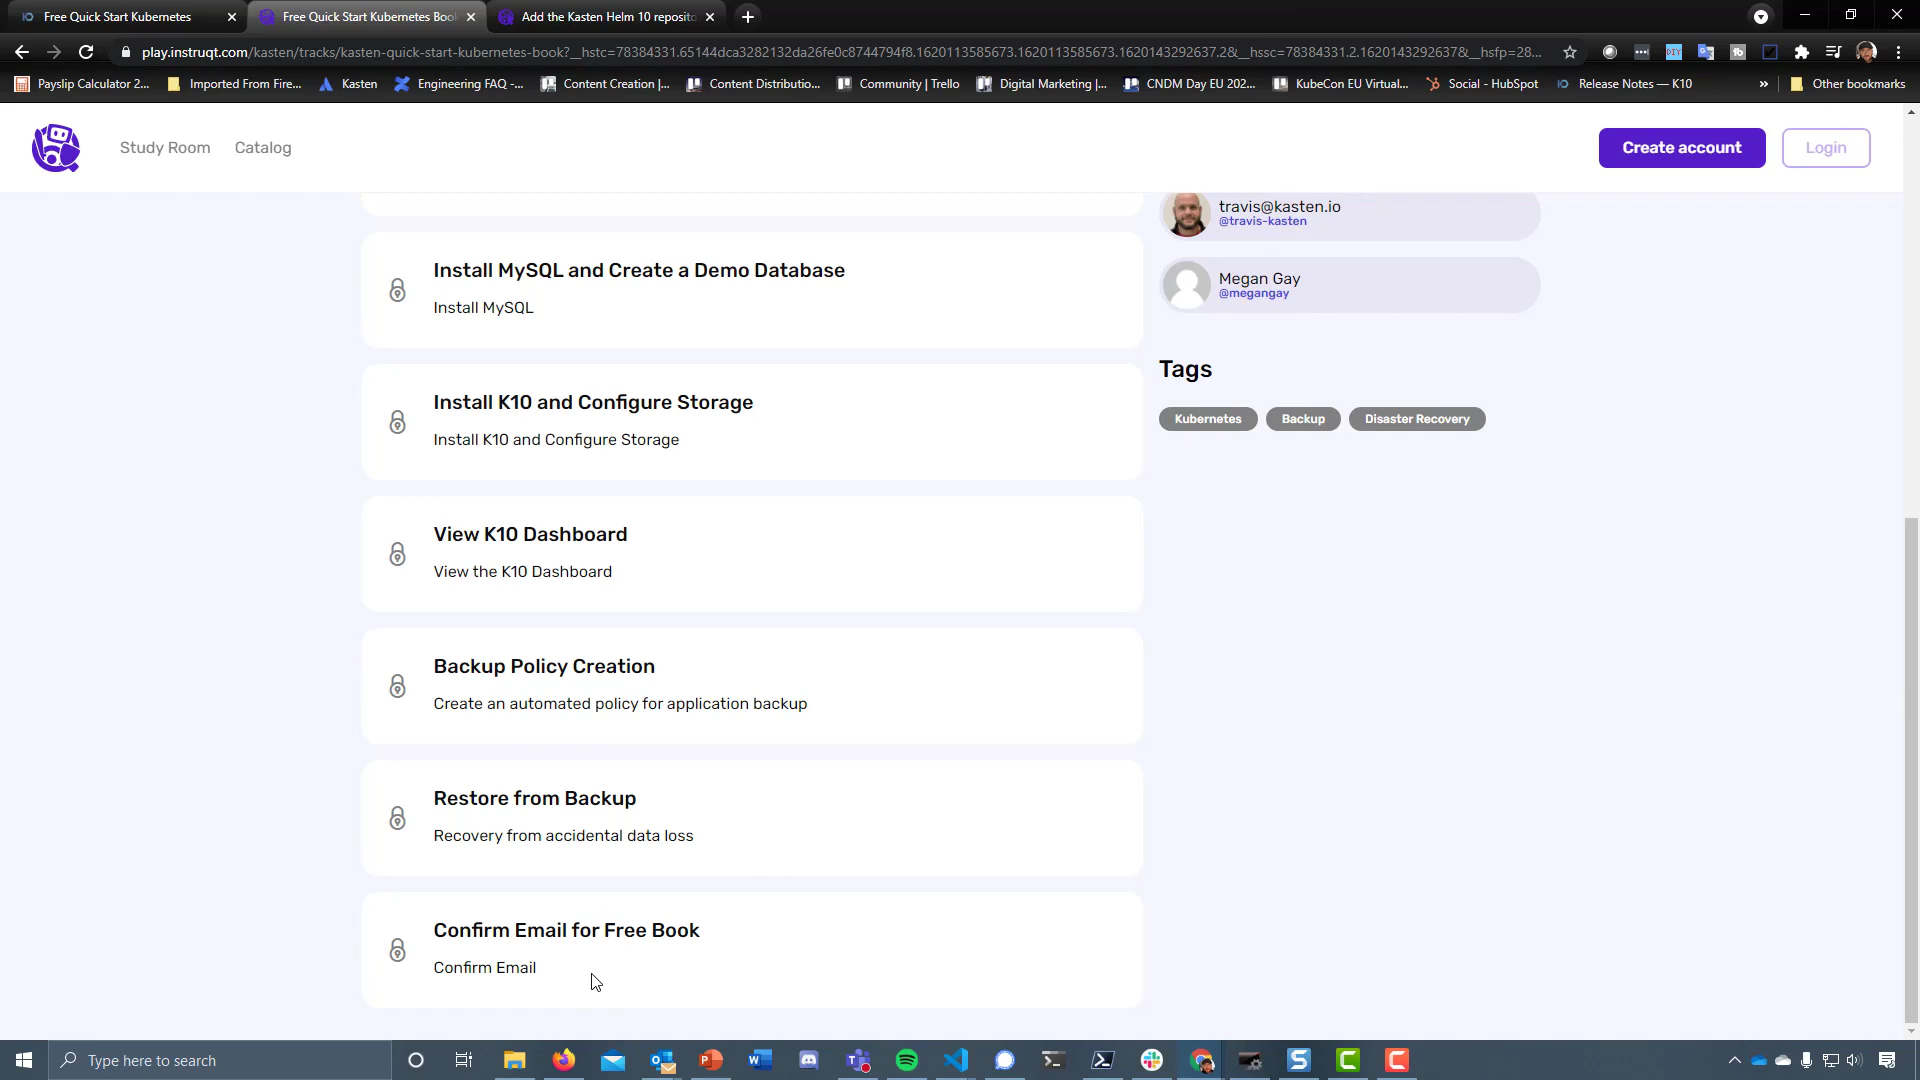 Free Quick Start Kubernetes
Free Quick Start Kubernetes Boo
Add the Kasten Helm 10 reposito
play.instruqt.com/kasten/tracks/kasten-quick-start-kubernetes-book?__hstc=78384331.65144dca3282132da26fe0c8744794f8.1620113585673.1620113585673.1620143292637.2&__hssc=78384331.2.1620143292637&__hsfp=28...
Payslip Calculator 2...
Imported From Fire...
Kasten
Engineering FAQ -...
Content Creation |...
Content Distributio...
Community | Trello
Digital Marketing |...
CNDM Day EU 202...
KubeCon EU Virtual...
Social - HubSpot
Release Notes — K10
»
Other bookmarks
Study Room
Catalog
Create account
Login
travis@kasten.io
@travis-kasten
Megan Gay
@megangay
Tags
Kubernetes
Backup
Disaster Recovery
Install MySQL and Create a Demo Database
Install MySQL
Install K10 and Configure Storage
Install K10 and Configure Storage
View K10 Dashboard
View the K10 Dashboard
Backup Policy Creation
Create an automated policy for application backup
Restore from Backup
Recovery from accidental data loss
Confirm Email for Free Book
Confirm Email
Type here to search